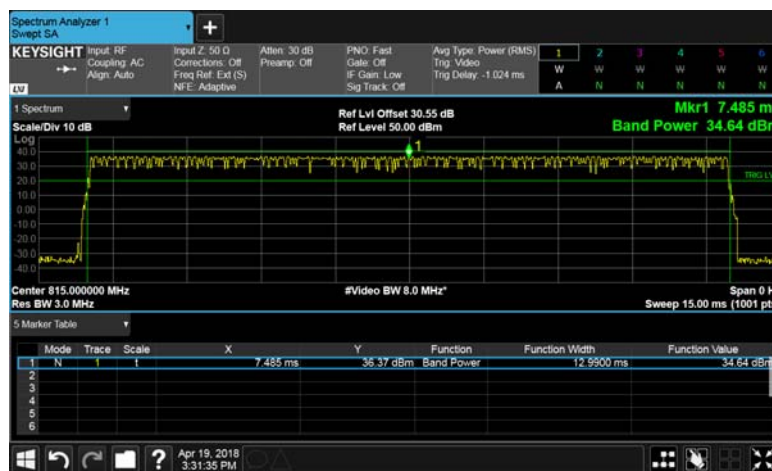 Spectrum Analyzer 1
Swept SA
+
KEYSIGHT Input: RF Input Z: 50 Ω Atten: 30 dB PNO: Fast Avg Type: Power (RMS) 1 2 3 4 5 6
Coupling: AC Corrections: Off Preamp: Off Gate: Off Trig: Video W W W W W W
Align: Auto Freq Ref: Ext (S) IF Gain: Low Trig Delay: -1.024 ms
LXI NFE: Adaptive Sig Track: Off A N N N N N
1 Spectrum Ref Lvl Offset 30.55 dB Mkr1 7.485 m
Scale/Div 10 dB Ref Level 50.00 dBm Band Power 34.64 dBm
Log
40.0
30.0
20.0
10.0
0.00
-10.0
-20.0
-30.0
-40.0
1
TRIG LV
Center 815.000000 MHz #Video BW 8.0 MHz* Span 0 H
Res BW 3.0 MHz Sweep 15.00 ms (1001 pts
5 Marker Table
Mode Trace Scale X Y Function Function Width Function Value
1 N 1 t 7.485 ms 36.37 dBm Band Power 12.9900 ms 34.64 dBm
2
3
4
5
6
? Apr 19, 2018
3:31:35 PM